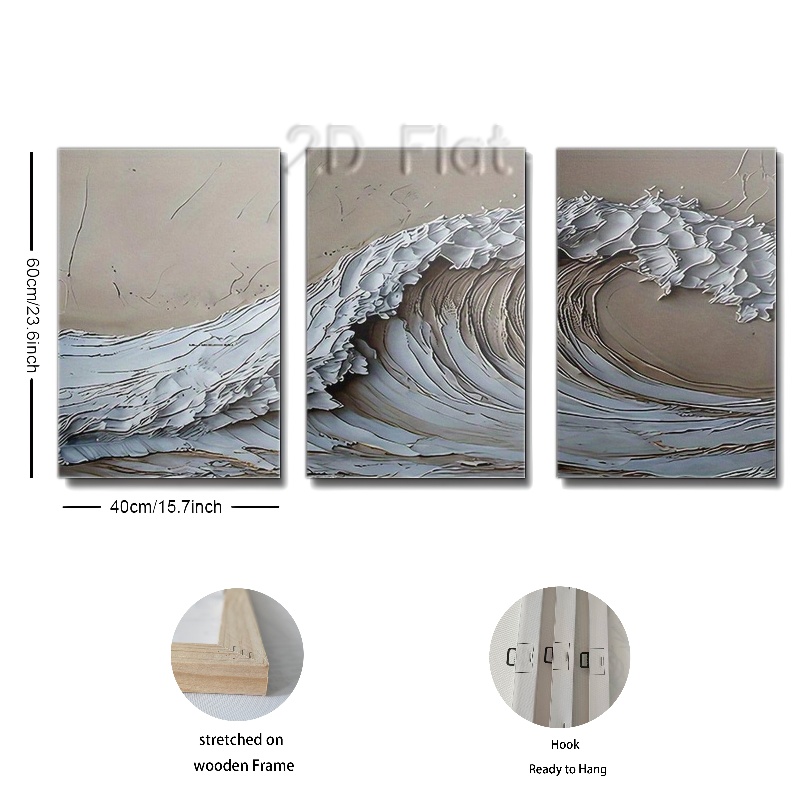 2D Flat
60cm/23.6inch
40cm/15.7inch
stretched on
wooden Frame
Hook
Ready to Hang